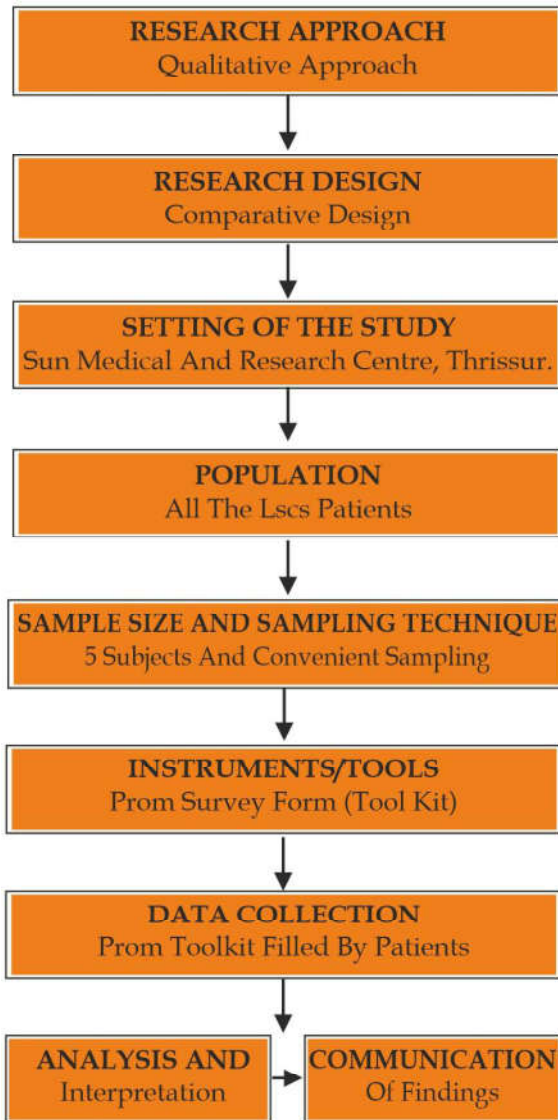 RESEARCH APPROACH
Qualitative Approach
RESEARCH DESIGN
Comparative Design
SETTING OF THE STUDY
Sun Medical And Research Centre, Thrissur.
POPULATION
All The Lscs Patients
SAMPLE SIZE AND SAMPLING TECHNIQUE
5 Subjects And Convenient Sampling
INSTRUMENTS/TOOLS
Prom Survey Form (Tool Kit)
DATA COLLECTION
Prom Toolkit Filled By Patients
ANALYSIS AND
Interpretation
COMMUNICATION
Of Findings